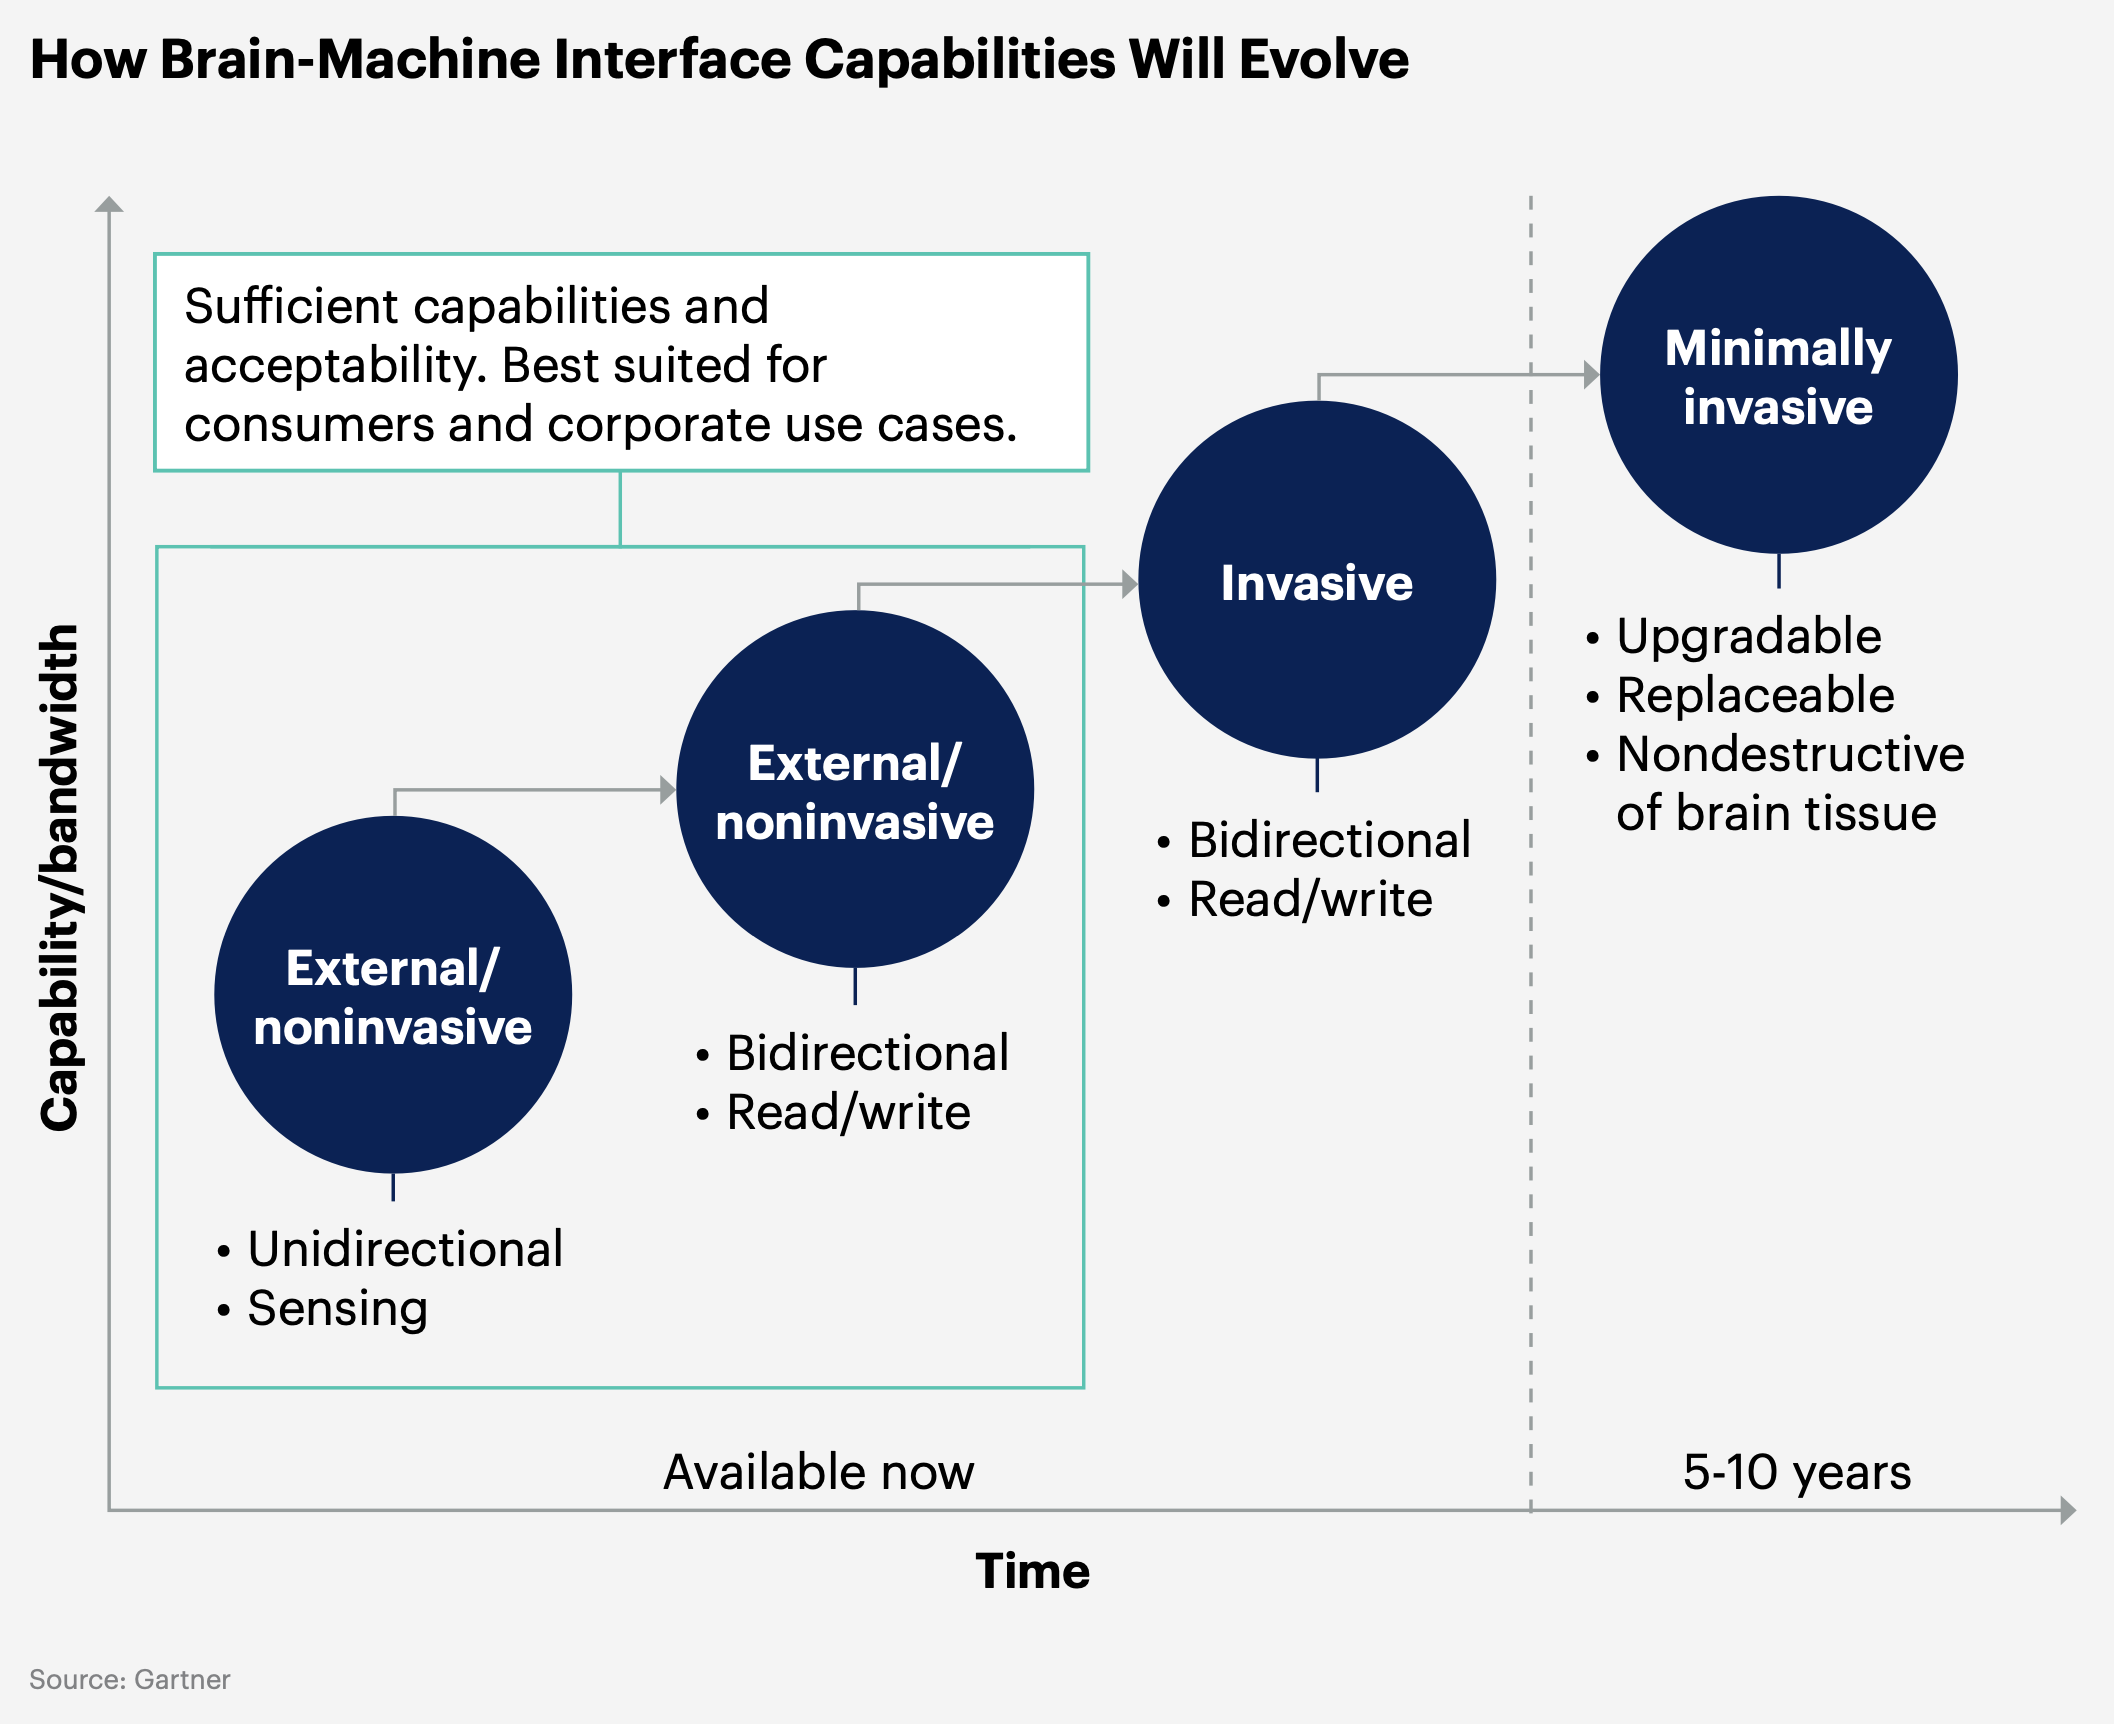 How Brain-Machine Interface Capabilities Will Evolve
Capability/bandwidth
Sufficient capabilities and
acceptability. Best suited for
consumers and corporate use cases.
External/
noninvasive
• Unidirectional
• Sensing
External/
noninvasive
• Bidirectional
• Read/write
Invasive
• Bidirectional
• Read/write
Minimally
invasive
• Upgradable
• Replaceable
• Nondestructive
of brain tissue
Available now
5-10 years
Time
Source: Gartner